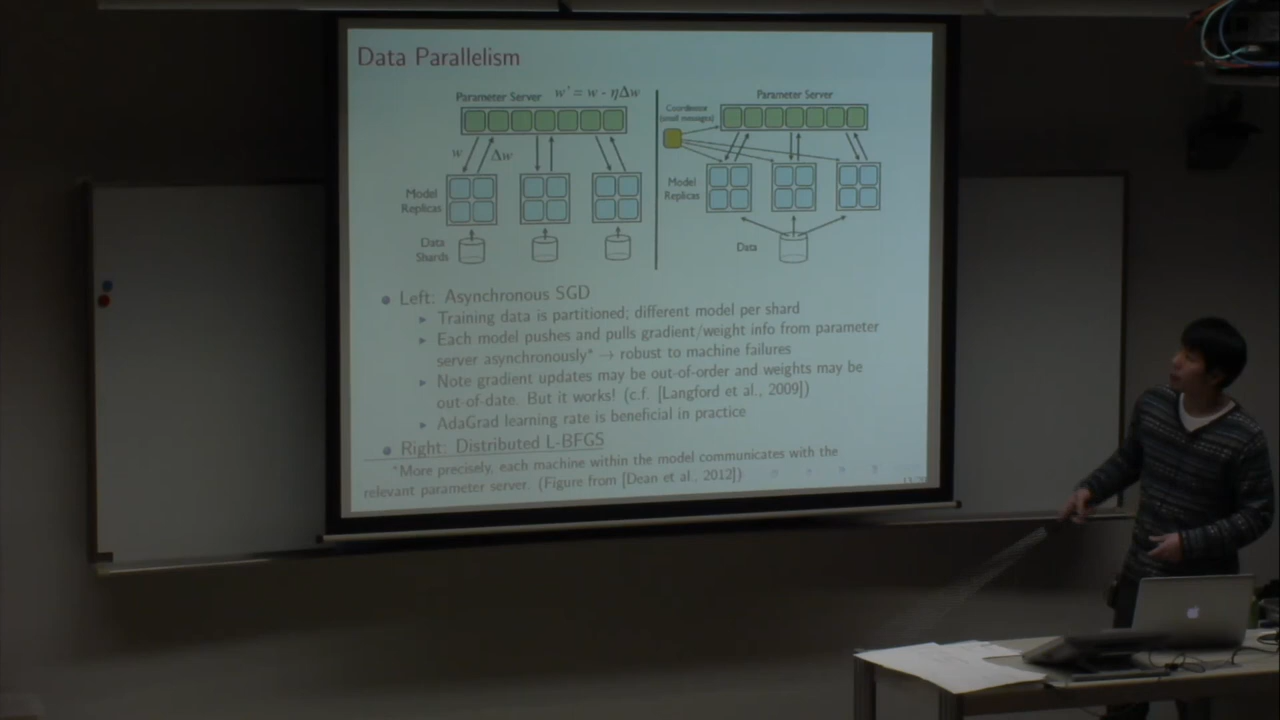 Data Parallelism
Parameter Server w' = w - ηΔw
w Δw
Model
Replicas
Data
Shards
Coordinator
(small messages)
Parameter Server
Model
Replicas
Data
Left: Asynchronous SGD
Training data is partitioned; different model per shard
Each model pushes and pulls gradient/weight info from parameter
server asynchronously* → robust to machine failures
Note gradient updates may be out-of-order and weights may be
out-of-date. But it works! (c.f. [Langford et al., 2009])
AdaGrad learning rate is beneficial in practice
Right: Distributed L-BFGS
*More precisely, each machine within the model communicates with the
relevant parameter server. (Figure from [Dean et al., 2012])